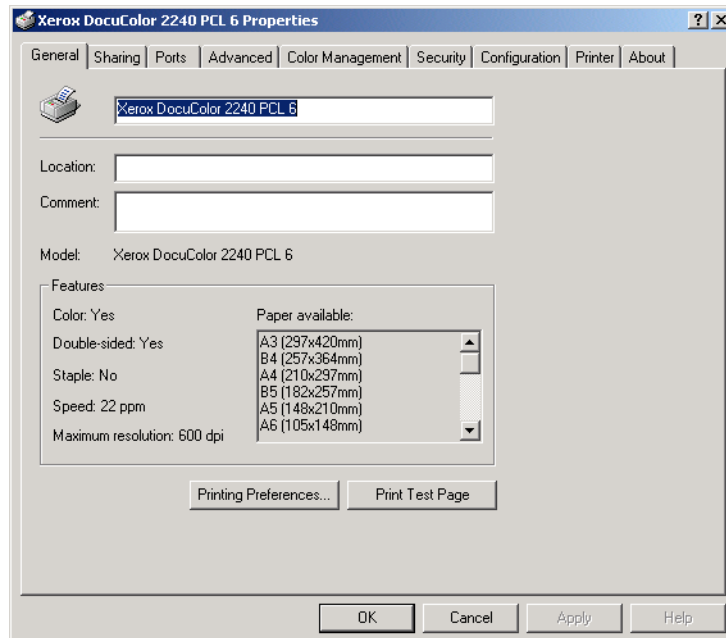 Xerox DocuColor 2240 PCL 6 Properties
? X
General Sharing Ports Advanced Color Management Security Configuration Printer About
Xerox DocuColor 2240 PCL 6
Location:
Comment:
Model: Xerox DocuColor 2240 PCL 6
Features
Color: Yes
Double-sided: Yes
Staple: No
Speed: 22 ppm
Maximum resolution: 600 dpi
Paper available:
A3 (297x420mm)
B4 (257x364mm)
A4 (210x297mm)
B5 (182x257mm)
A5 (148x210mm)
A6 (105x148mm)
Printing Preferences... Print Test Page
OK Cancel Apply Help